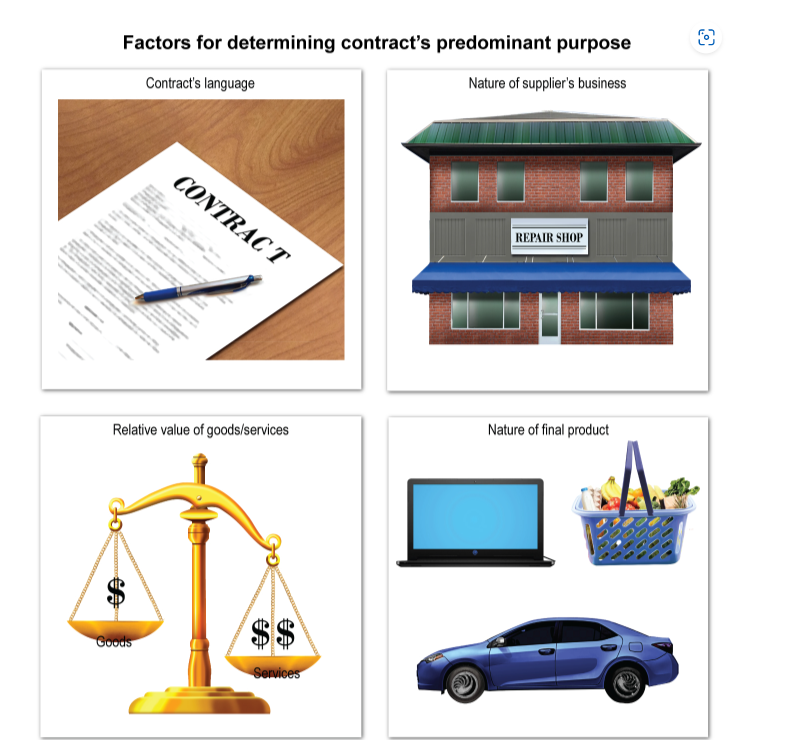 Factors for determining contract’s predominant purpose
Contract’s language
CONTRACT
Nature of supplier’s business
REPAIR SHOP
Relative value of goods/services
$
Goods
$$
Services
Nature of final product